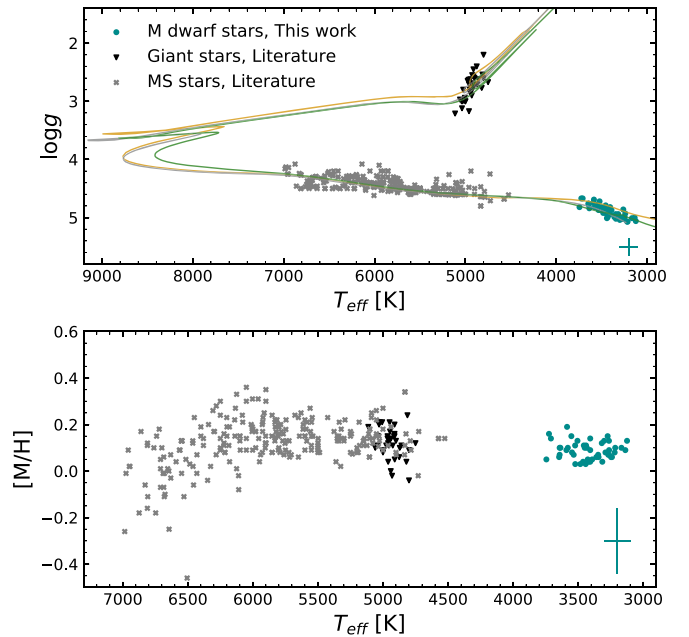 M dwarf stars, This work
Giant stars, Literature
MS stars, Literature
2
3
4
5
logg
9000 8000 7000 6000 5000 4000 3000
T_eff [K]
0.6
0.4
0.2
0.0
−0.2
−0.4
[M/H]
7000 6500 6000 5500 5000 4500 4000 3500 3000
T_eff [K]